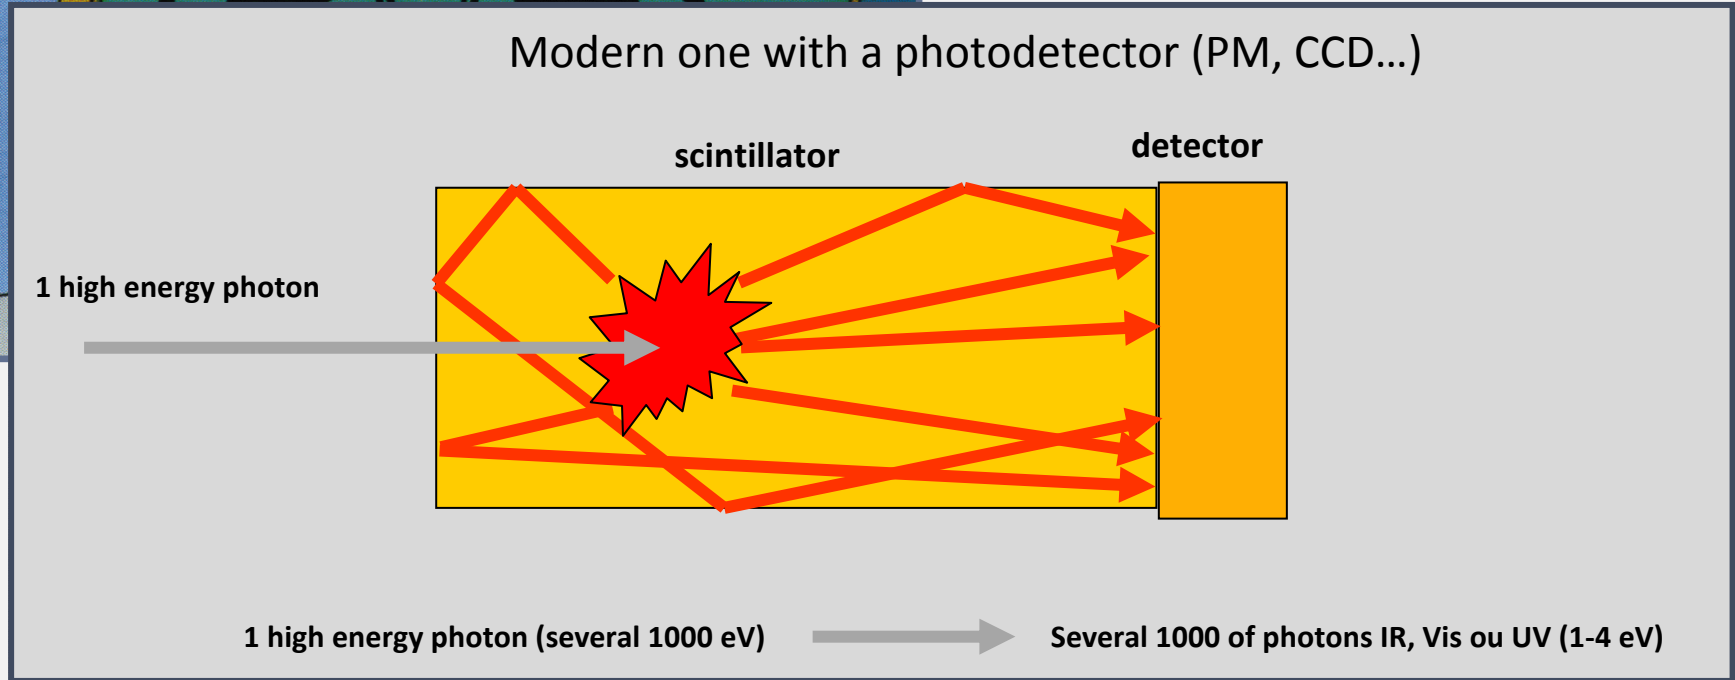 Modern one with a photodetector (PM, CCD…)
scintillator
detector
1 high energy photon
1 high energy photon (several 1000 eV)
Several 1000 of photons IR, Vis ou UV (1-4 eV)